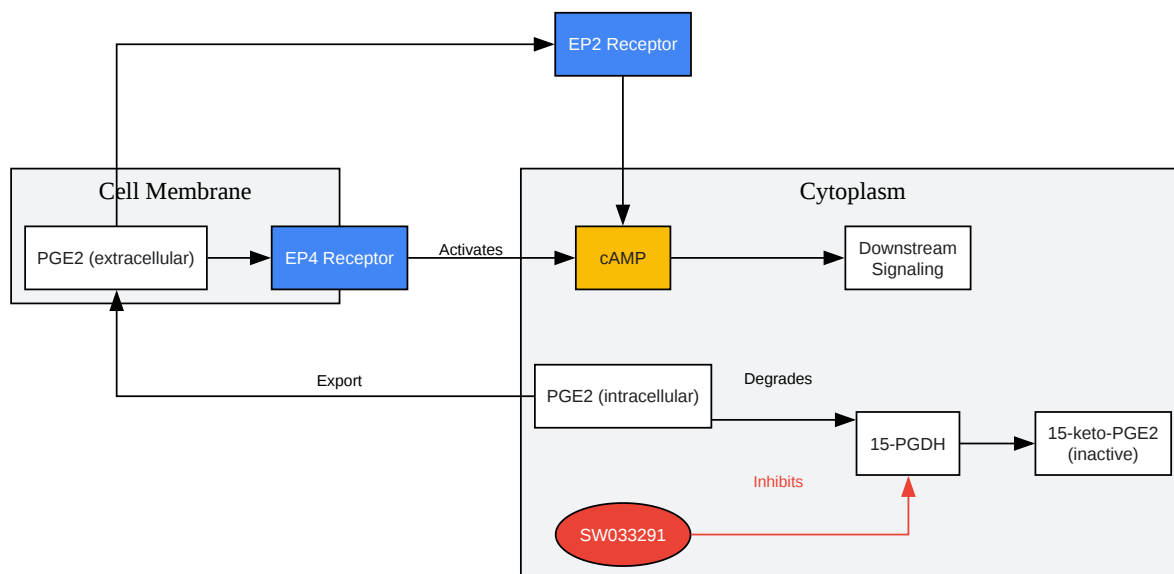 EP2 Receptor
Cell Membrane
Cytoplasm
PGE2 (extracellular)
EP4 Receptor
Activates
cAMP
Downstream
Signaling
Export
PGE2 (intracellular)
Degrades
15-PGDH
15-keto-PGE2
(inactive)
Inhibits
SW033291